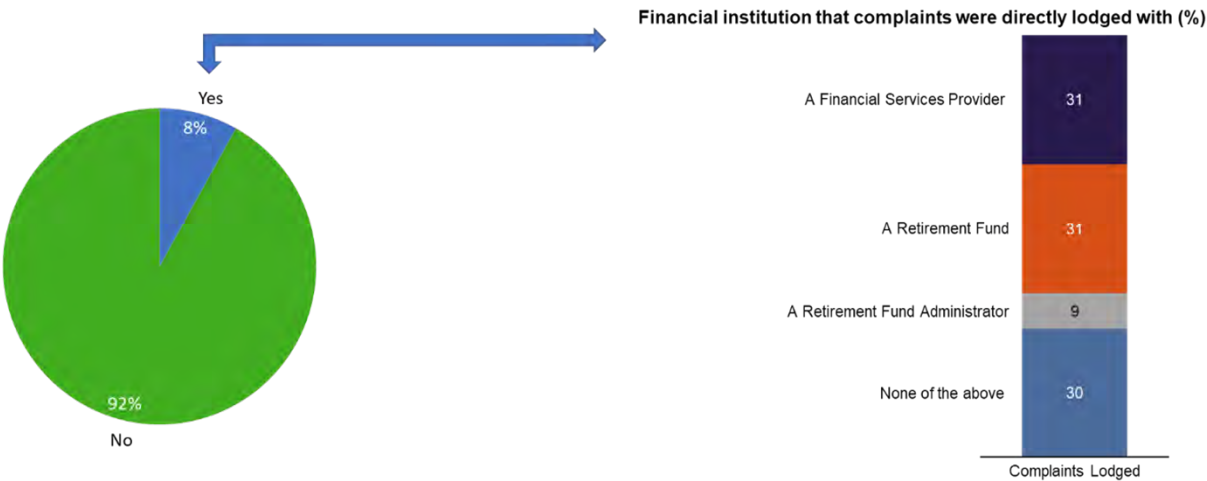 Financial institution that complaints were directly lodged with (%)
Yes
8%
92%
No
A Financial Services Provider
31
A Retirement Fund
31
A Retirement Fund Administrator
9
None of the above
30
Complaints Lodged